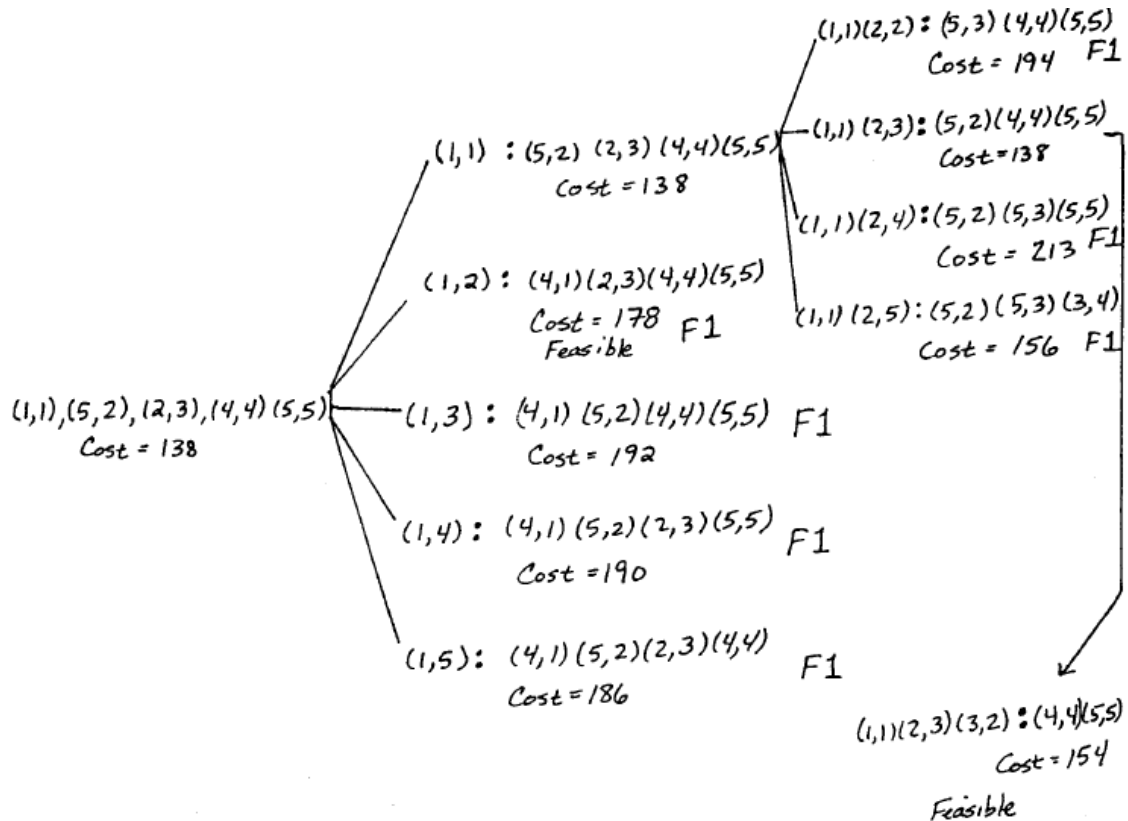 (1,1)(2,2): (5,3) (4,4)(5,5)
Cost = 194 F1
(1,1) (2,3): (5,2)(4,4)(5,5)
Cost=138
(1,1)(2,4): (5,2) (5,3)(5,5)
Cost = 213 F1
(1,1) (2,5): (5,2) (5,3) (3,4)
Cost = 156 F1
(1,1) : (5,2) (2,3) (4,4)(5,5)
Cost = 138
(1,2) : (4,1)(2,3)(4,4)(5,5)
Cost = 178 F1
Feasible
(1,1),(5,2),(2,3),(4,4)(5,5)
Cost = 138
(1,3) : (4,1) (5,2)(4,4)(5,5) F1
Cost = 192
(1,4) : (4,1) (5,2) (2,3)(5,5) F1
Cost = 190
(1,5): (4,1) (5,2)(2,3)(4,4) F1
Cost = 186
(1,1)(2,3)(3,2) : (4,4)(5,5)
Cost = 154
Feasible